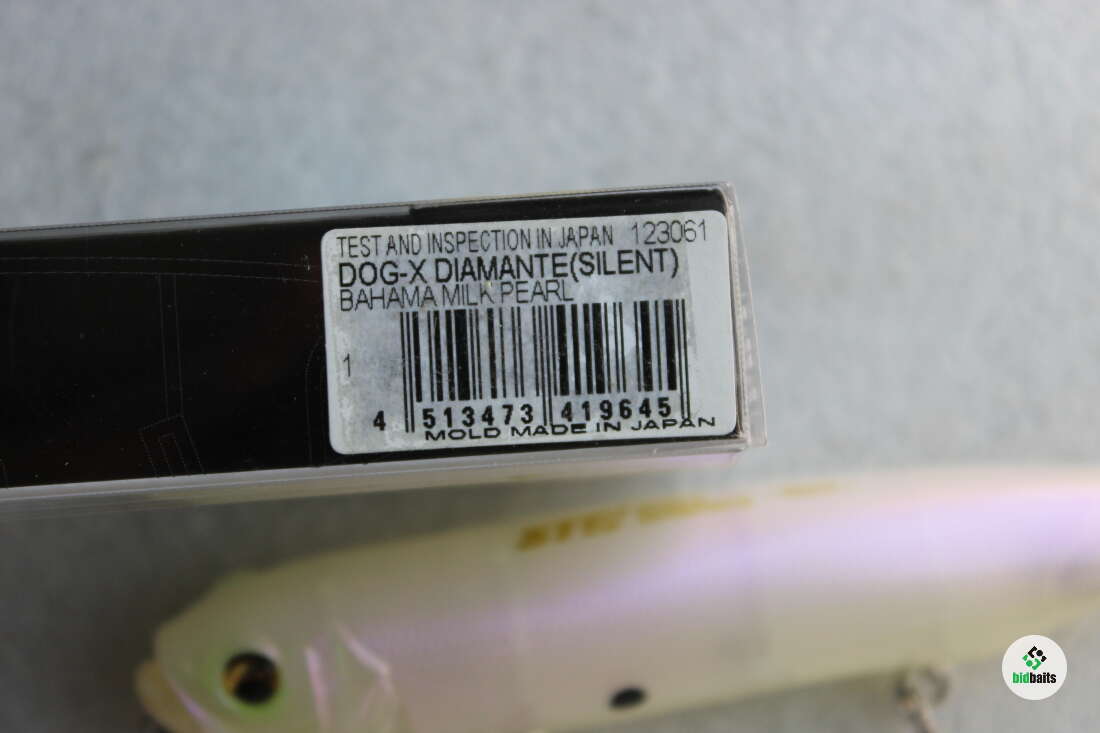 TEST AND INSPECTION IN JAPAN 123061
DOG-X DIAMANTE(SILENT)
BAHAMA MILK PEARL
1
4 513473 419645
MOLD MADE IN JAPAN
bidbaits